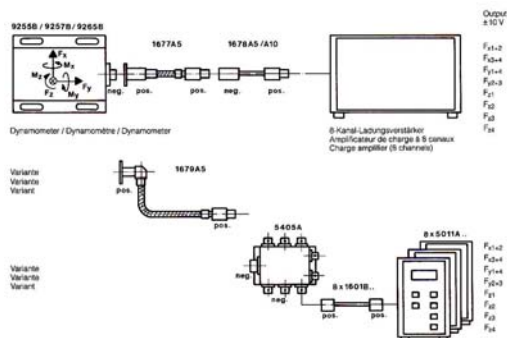 9255B / 9257B / 9265B
1677A5
1678A5 /A10
Output
±10V
Fx
Mx
Mz
Fz
My
Fy
neg.
pos.
pos.
neg.
pos.
Dynamometer / Dynamomètre / Dynamometer
8-Kanal-Ladungsverstärker
Amplificateur de charge à 8 canaux
Charge amplifier (8 channels)
Fx1+2
Fx3+4
Fy1+4
Fy2+3
Fz1
Fz2
Fz3
Fz4
Variante
Variante
Variant
1679A5
pos.
pos.
5405A
8 x 5011A ..
Variante
Variante
Variant
neg.
neg.
8 x 1601B..
pos.
pos.
Fx1+2
Fx3+4
Fy1+4
Fy2+3
Fz1
Fz2
Fz3
Fz4